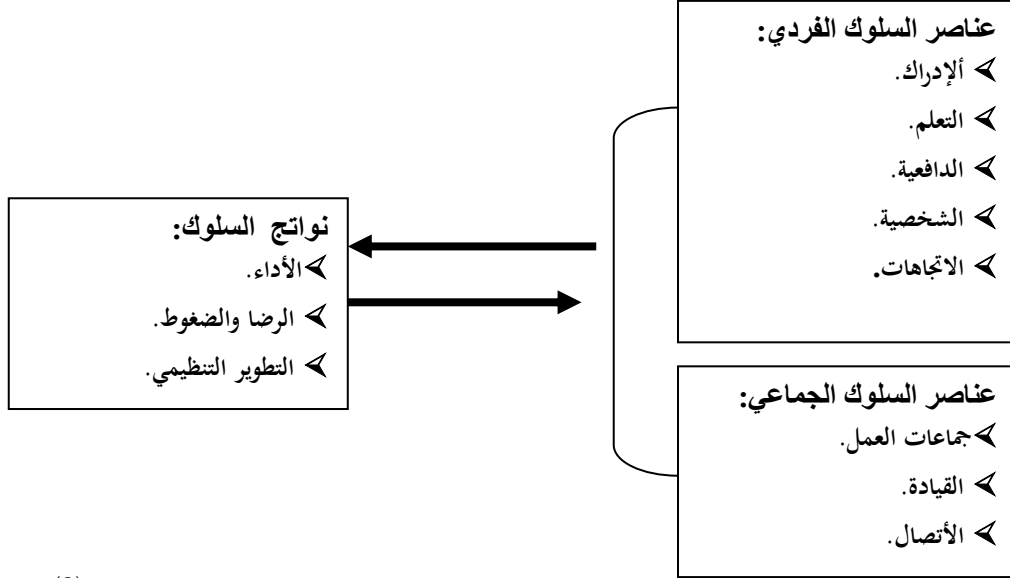 عناصر السلوك الفردي:
ألإدراك.
التعلم.
الدافعية.
الشخصية.
الاتجاهات.
نواتج السلوك:
الأداء.
الرضا والضغوط.
التطوير التنظيمي.
عناصر السلوك الجماعي:
جماعات العمل.
القيادة.
الأتصال.